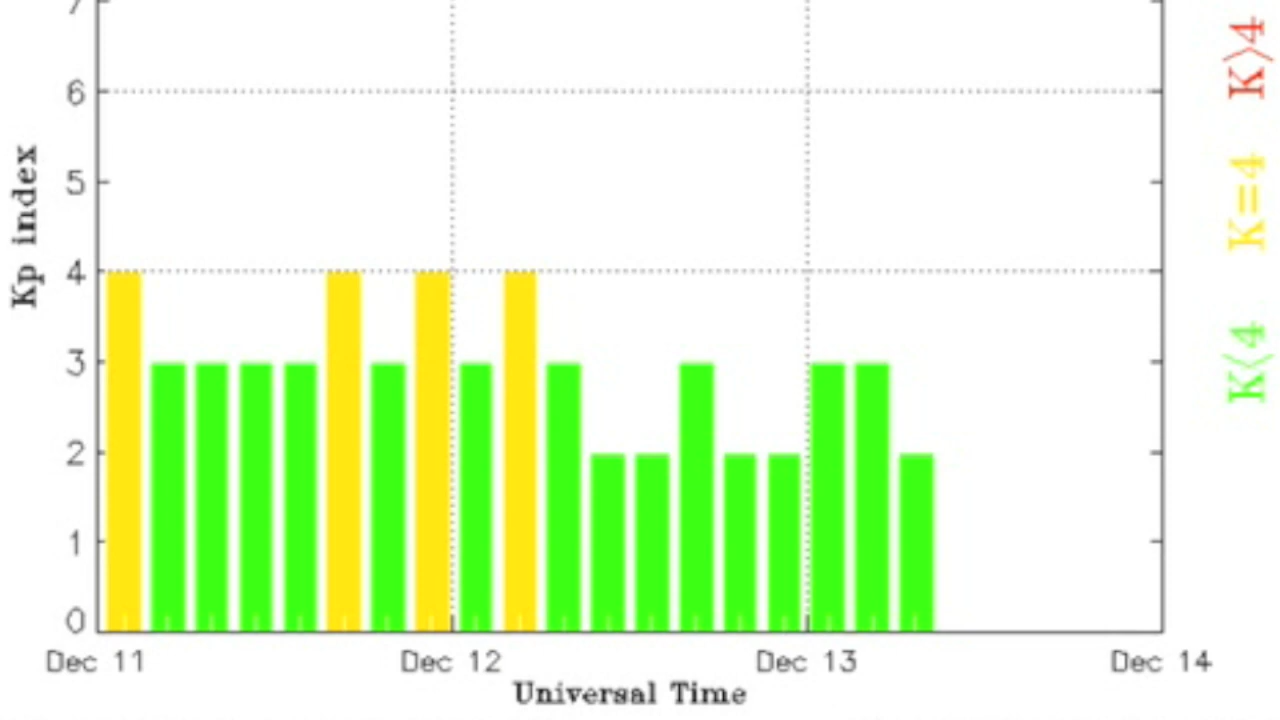 7
6
5
4
3
2
1
0
Kp index
Dec 11 Dec 12 Dec 13 Dec 14
Universal Time
K>4
K=4
K<4